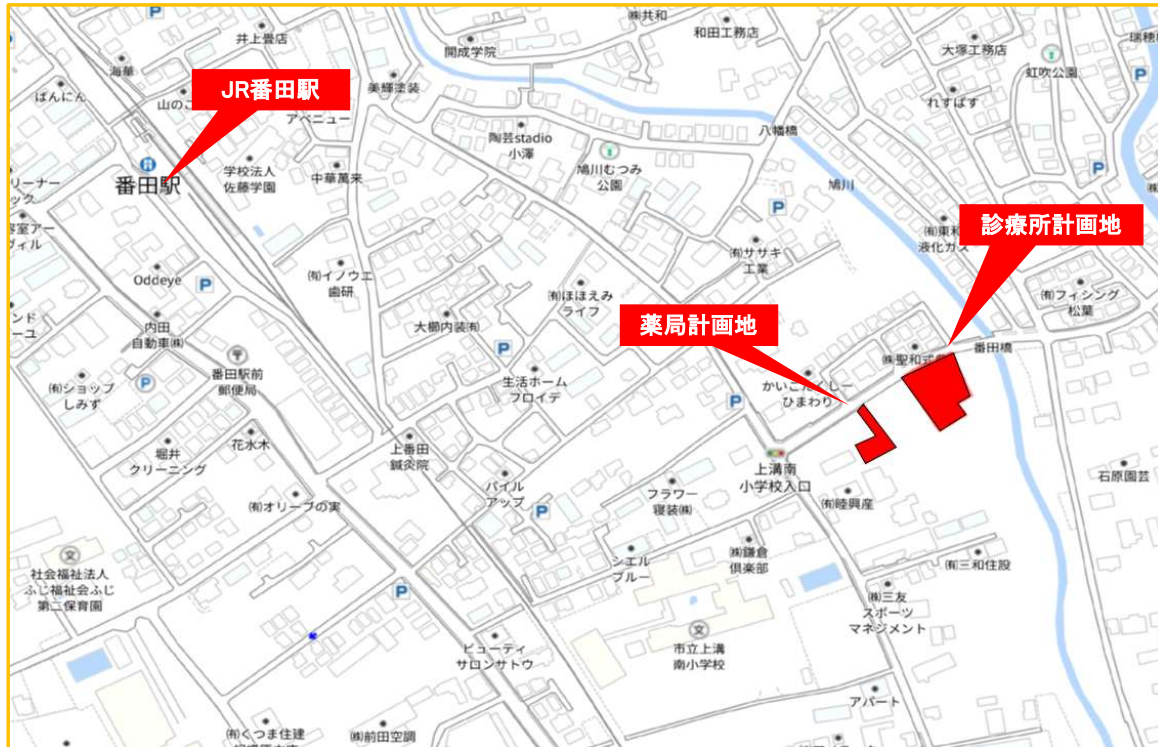 P
㈱共和
和田工務店
井上畳店
開成学院
大塚工務店
虹吹公園
P
海華
JR番田駅
美輝塗装
ばんにん
アベニュー
れすぱす
陶芸stadio
小澤
八幡橋
番田駅
学校法人
佐藤学園
中華萬来
鳩川むつみ
公園
鳩川
P
P
診療所計画地
㈲ササキ
工業
液化ガス
Oddeye
P
㈲イノウエ
歯研
㈲ほほえみ
ライフ
㈲フィシング
松葉
薬局計画地
内田
自動車㈱
大櫛内装㈲
P
番田橋
番田駅前
郵便局
㈲ショップ
しみず
P
生活ホーム
フロイデ
ひまわり
P
花水木
堀井
クリーニング
上番田
鍼灸院
上溝南
小学校入口
石原園芸
パイル
アップ
P
フラワー
寝装㈱
㈲睦興産
㈲オリーブの実
シエル
ブルー
㈱鎌倉
倶楽部
㈲三和住設
文
社会福祉法人
ふじ福祉会ふじ
第二保育園
P
㈱三友
スポーツ
マネジメント
文
市立上溝
南小学校
ビューティ
サロンサトウ
アパート
㈲くつま住建
㈱前田空調